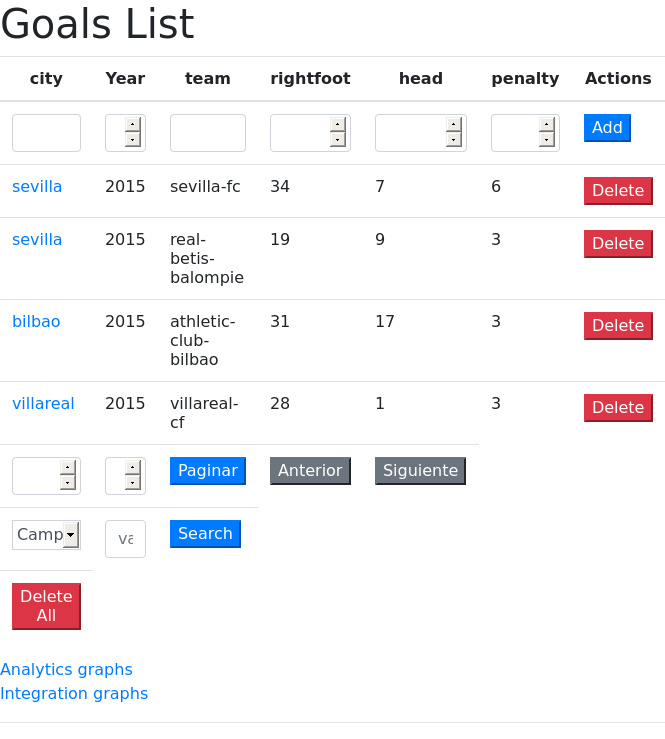 Goals List
city Year team rightfoot head penalty Actions
Add
sevilla 2015 sevilla-fc 34 7 6 Delete
sevilla 2015 real- 19 9 3 Delete
betis-
balompie
bilbao 2015 athletic- 31 17 3 Delete
club-
bilbao
villareal 2015 villareal- 28 1 3 Delete
cf
Paginar Anterior Siguiente
Camp Search
Delete
All
Analytics graphs
Integration graphs